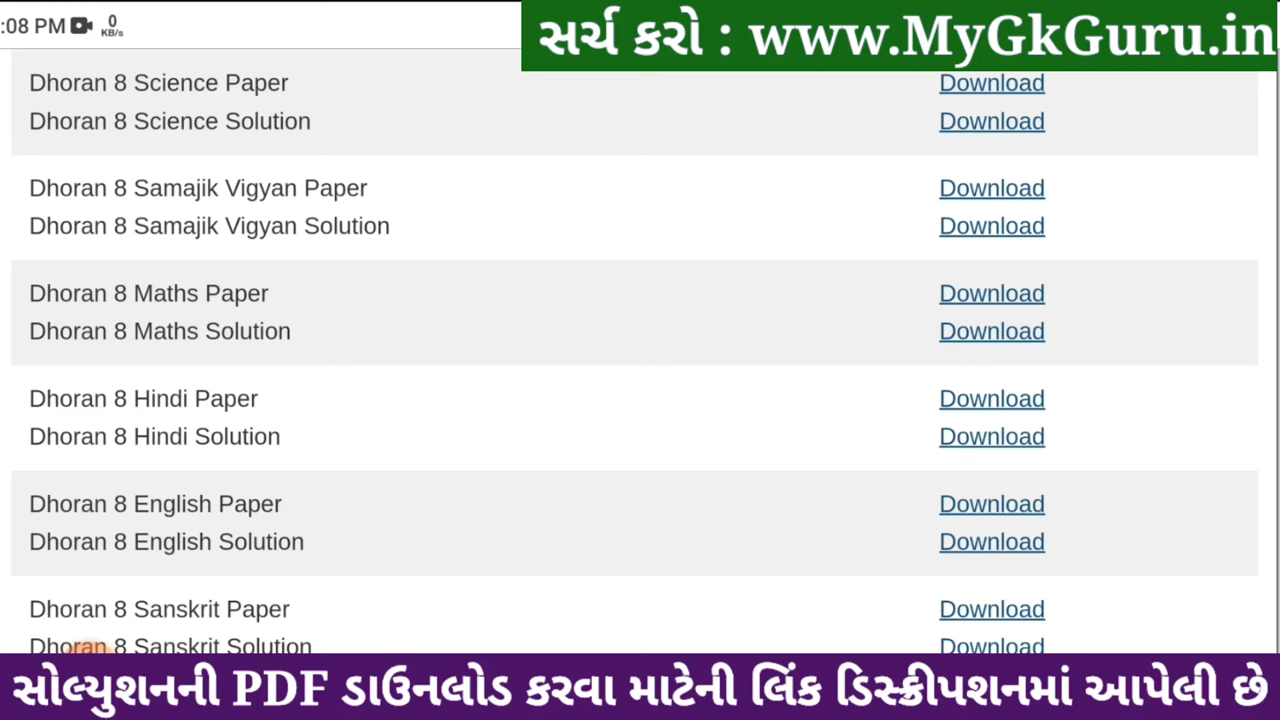 :08 PM 0 KB/s
સર્ચ કરો : www.MyGkGuru.in
Dhoran 8 Science Paper Download
Dhoran 8 Science Solution Download
Dhoran 8 Samajik Vigyan Paper Download
Dhoran 8 Samajik Vigyan Solution Download
Dhoran 8 Maths Paper Download
Dhoran 8 Maths Solution Download
Dhoran 8 Hindi Paper Download
Dhoran 8 Hindi Solution Download
Dhoran 8 English Paper Download
Dhoran 8 English Solution Download
Dhoran 8 Sanskrit Paper Download
Dhoran 8 Sanskrit Solution Download
સોલ્યુશનની PDF ડાઉનલોડ કરવા માટેની લિંક ડિસ્ક્રીપશનમાં આપેલી છે